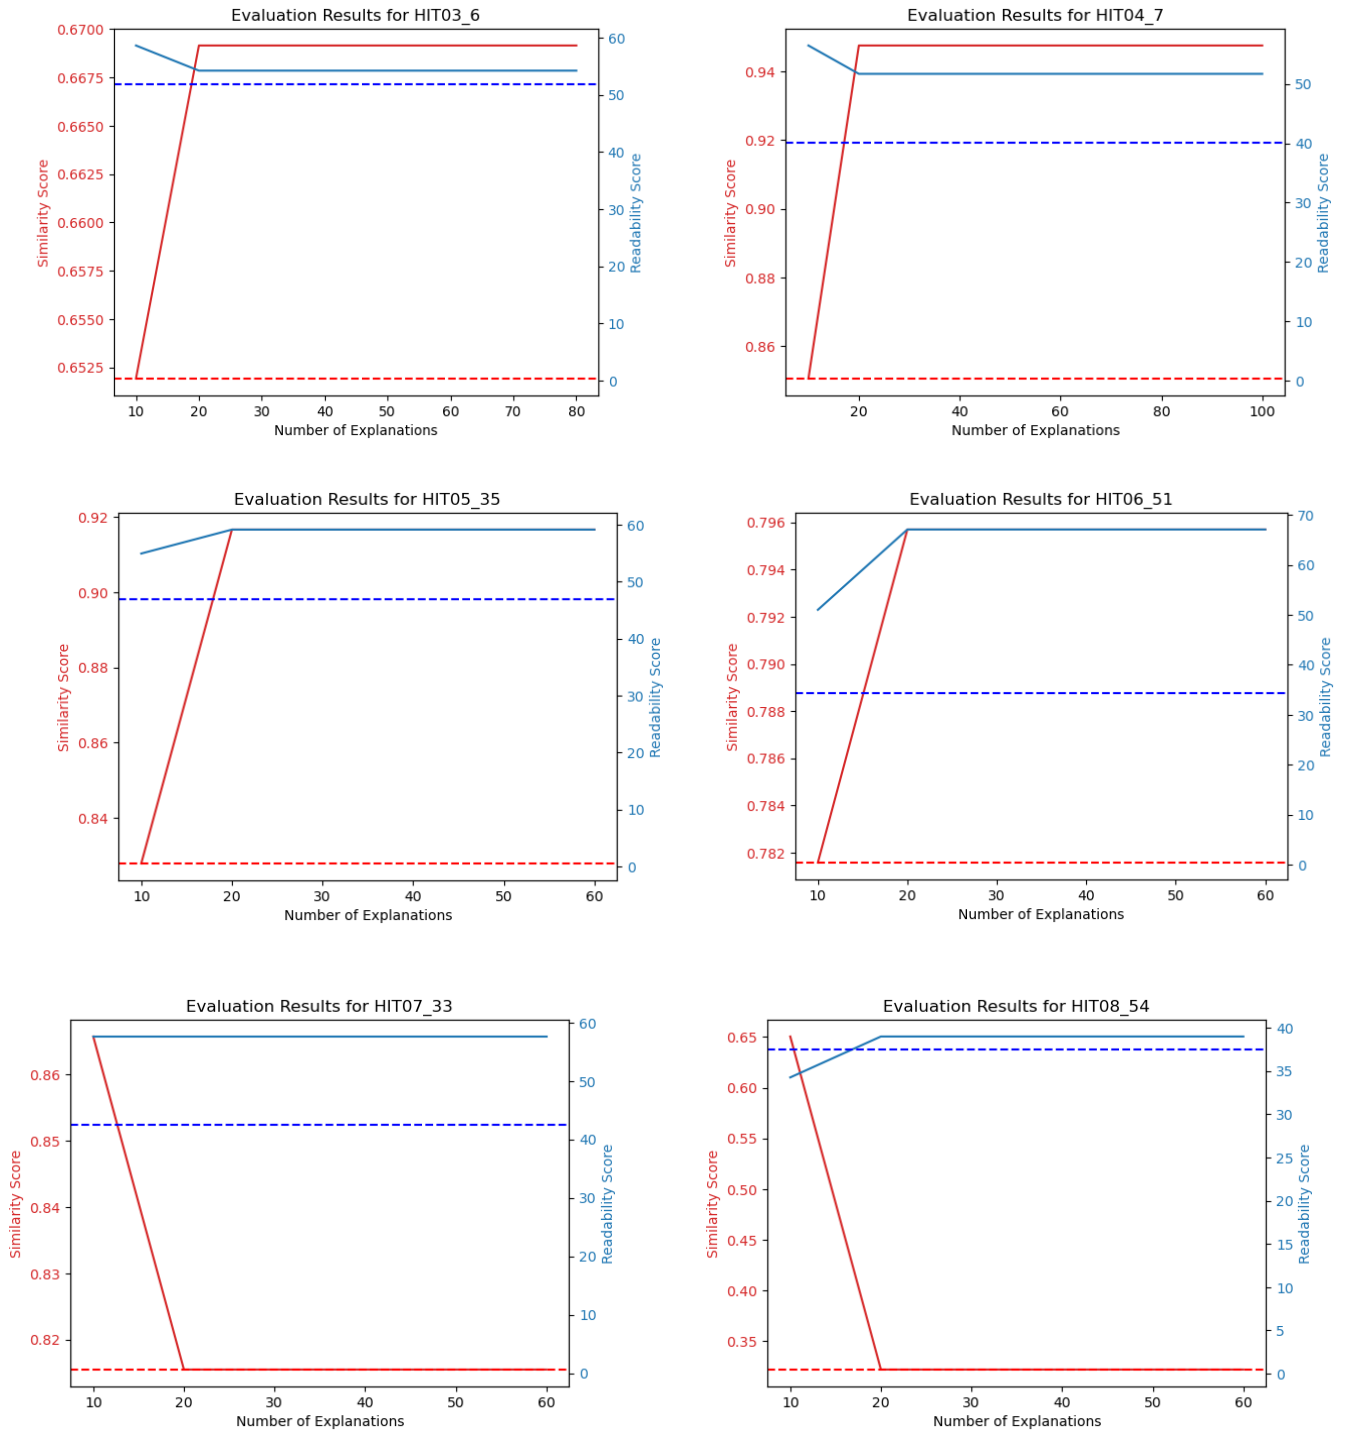 Evaluation Results for HIT03_6
0.6700
0.6675
0.6650
0.6625
0.6600
0.6575
0.6550
0.6525
Similarity Score
60
50
40
30
20
10
0
Readability Score
10 20 30 40 50 60 70 80
Number of Explanations
Evaluation Results for HIT04_7
0.94
0.92
0.90
0.88
0.86
Similarity Score
50
40
30
20
10
0
Readability Score
20 40 60 80 100
Number of Explanations
Evaluation Results for HIT05_35
0.92
0.90
0.88
0.86
0.84
Similarity Score
60
50
40
30
20
10
0
Readability Score
10 20 30 40 50 60
Number of Explanations
Evaluation Results for HIT06_51
0.796
0.794
0.792
0.790
0.788
0.786
0.784
0.782
Similarity Score
70
60
50
40
30
20
10
0
Readability Score
10 20 30 40 50 60
Number of Explanations
Evaluation Results for HIT07_33
0.86
0.85
0.84
0.83
0.82
Similarity Score
60
50
40
30
20
10
0
Readability Score
10 20 30 40 50 60
Number of Explanations
Evaluation Results for HIT08_54
0.65
0.60
0.55
0.50
0.45
0.40
0.35
Similarity Score
40
35
30
25
20
15
10
5
0
Readability Score
10 20 30 40 50 60
Number of Explanations